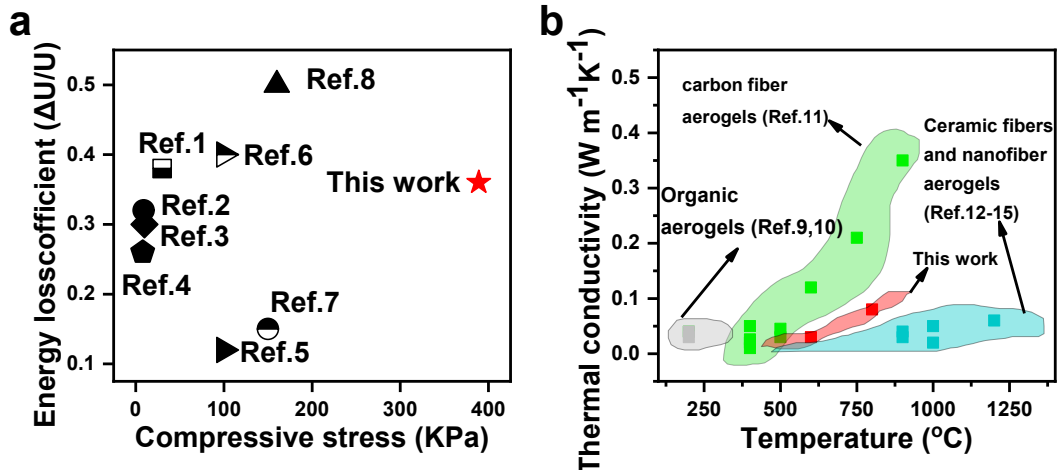 a
Energy losscofficient (ΔU/U)
0.5
0.4
0.3
0.2
0.1
Ref.8
Ref.1
Ref.6
This work
Ref.2
Ref.3
Ref.4
Ref.7
Ref.5
0 100 200 300 400
Compressive stress (KPa)
b
Thermal conductivity (W m⁻¹K⁻¹)
0.5
0.4
0.3
0.2
0.1
0.0
carbon fiber
aerogels (Ref.11)
Ceramic fibers
and nanofiber
aerogels
(Ref.12-15)
Organic
aerogels (Ref.9,10)
This work
250 500 750 1000 1250
Temperature (°C)